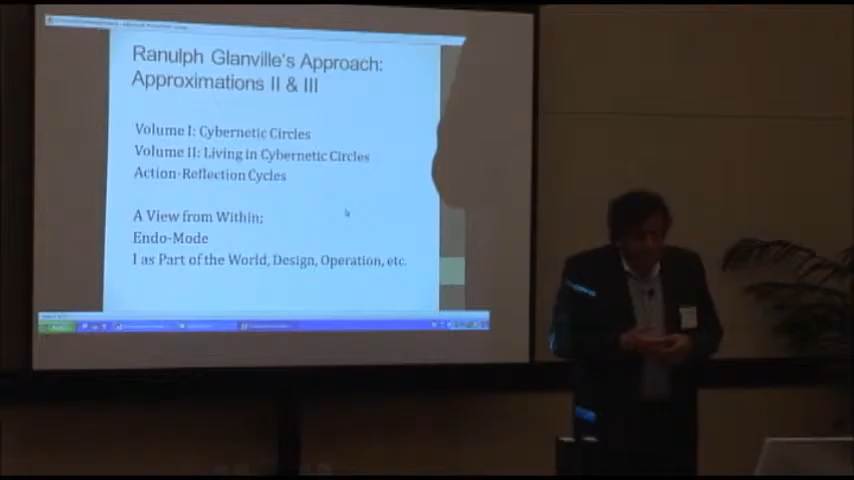 Ranulph Glanville's Approach:
Approximations II & III
Volume I: Cybernetic Circles
Volume II: Living in Cybernetic Circles
Action-Reflection Cycles
A View from Within;
Endo-Mode
I as Part of the World, Design, Operation, etc.